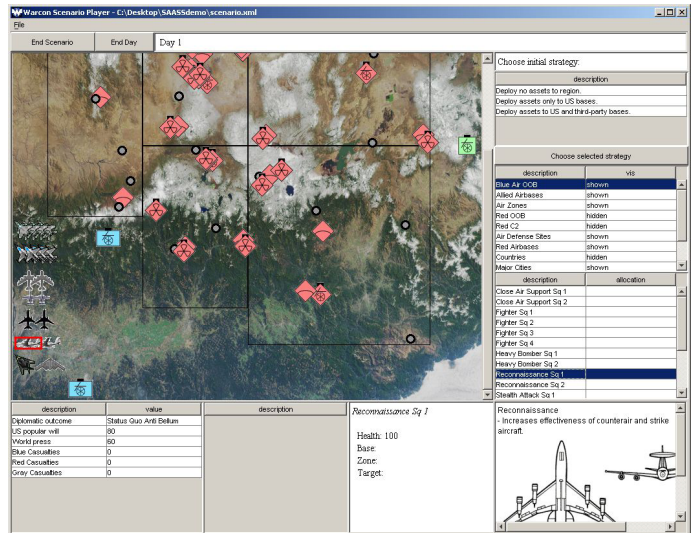 Warcon Scenario Player - C:\Desktop\SAASSdemo\scenario.xml
File
End Scenario End Day Day 1
Choose initial strategy:
description
Deploy no assets to region.
Deploy assets only to US bases.
Deploy assets to US and third-party bases.
Choose selected strategy
description vis
Blue Air OOB shown
Allied Airbases shown
Air Zones shown
Red OOB hidden
Red C2 hidden
Air Defense Sites shown
Red Airbases shown
Countries hidden
Major Cities shown
description allocation
Close Air Support Sq 1
Close Air Support Sq 2
Fighter Sq 1
Fighter Sq 2
Fighter Sq 3
Fighter Sq 4
Heavy Bomber Sq 1
Heavy Bomber Sq 2
Reconnaissance Sq 1
Reconnaissance Sq 2
Stealth Attack Sq 1
description value
Diplomatic outcome Status Quo Anti Bellum
US popular will 80
World press 60
Blue Casualties 0
Red Casualties 0
Gray Casualties 0
description
Reconnaissance Sq 1
Health: 100
Base:
Zone:
Target:
Reconnaissance
- Increases effectiveness of counterair and strike
aircraft.